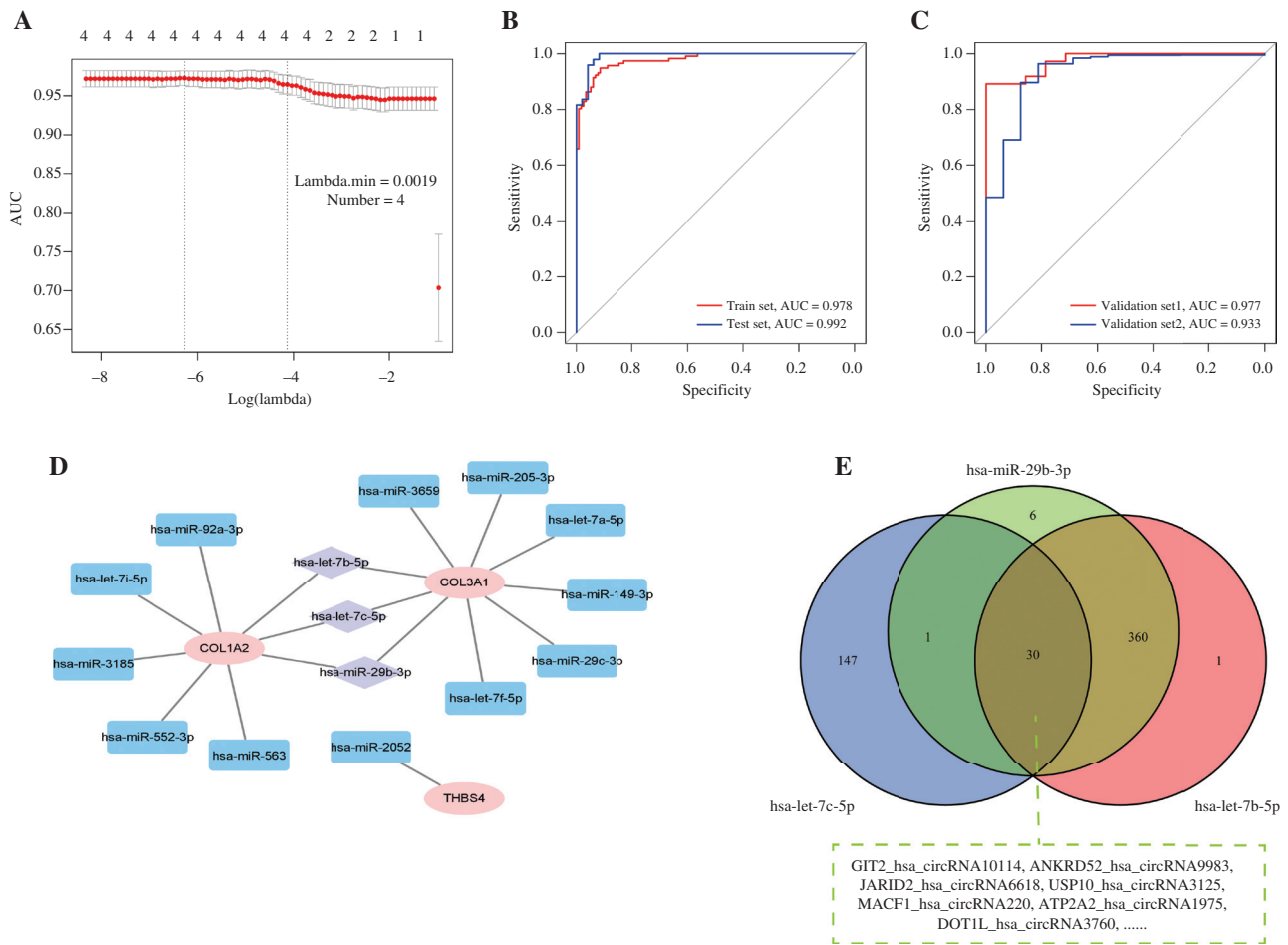 A
4 4 4 4 4 4 4 4 4 4 4 2 2 2 1 1
0.95
0.90
0.85
0.80
0.75
0.70
0.65
AUC
Lambda.min = 0.0019
Number = 4
−8 −6 −4 −2
Log(lambda)
B
1.0
0.8
0.6
0.4
0.2
0.0
Sensitivity
Train set, AUC = 0.978
Test set, AUC = 0.992
1.0 0.8 0.6 0.4 0.2 0.0
Specificity
C
1.0
0.8
0.6
0.4
0.2
0.0
Sensitivity
Validation set1, AUC = 0.977
Validation set2, AUC = 0.933
1.0 0.8 0.6 0.4 0.2 0.0
Specificity
D
hsa-miR-205-3p
hsa-miR-3659
hsa-miR-92a-3p
hsa-let-7a-5p
hsa-let-7b-5p
hsa-let-7i-5p
COL3A1
hsa-miR-149-3p
hsa-let-7c-5p
COL1A2
hsa-miR-3185
hsa-miR-29b-3p
hsa-miR-29c-3p
hsa-let-7f-5p
hsa-miR-552-3p
hsa-miR-563
hsa-miR-2052
THBS4
E
hsa-miR-29b-3p
6
1
360
147
30
1
hsa-let-7c-5p
hsa-let-7b-5p
GIT2_hsa_circRNA10114, ANKRD52_hsa_circRNA9983,
JARID2_hsa_circRNA6618, USP10_hsa_circRNA3125,
MACF1_hsa_circRNA220, ATP2A2_hsa_circRNA1975,
DOT1L_hsa_circRNA3760, ......